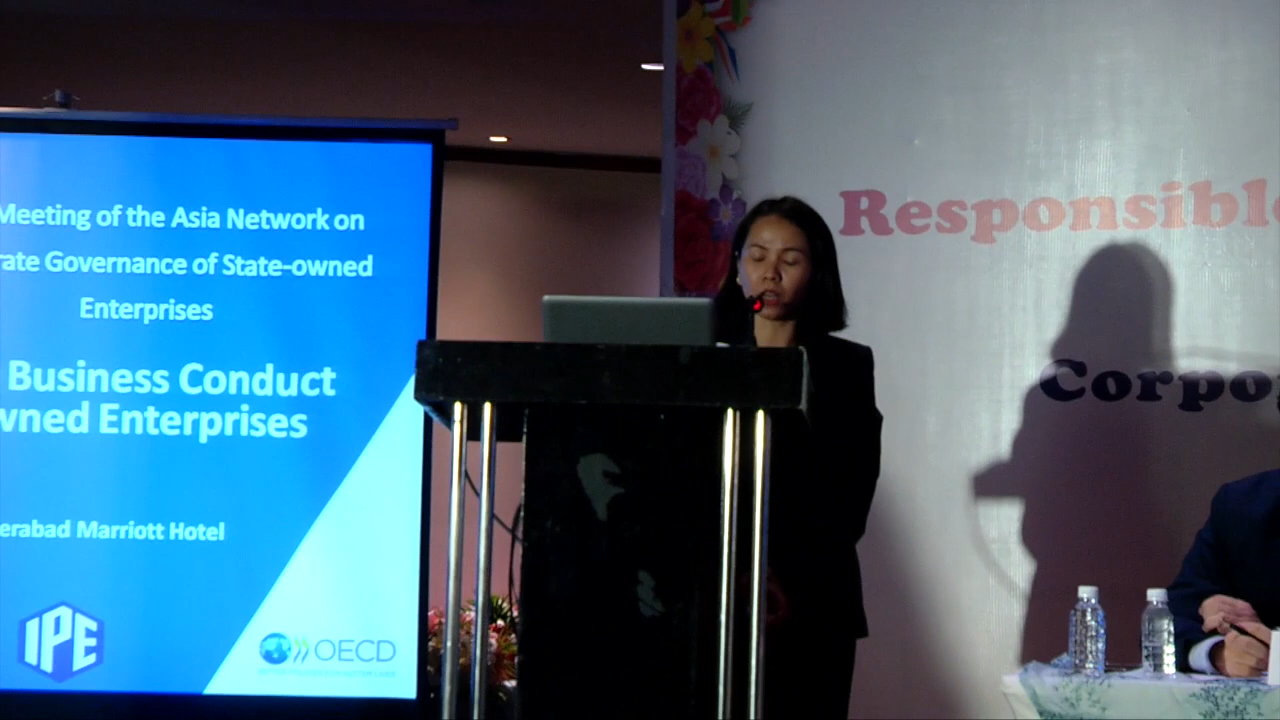 Meeting of the Asia Network on
rate Governance of State-owned
Enterprises
Business Conduct
wned Enterprises
erabad Marriott Hotel
IPE
OECD
Responsible
Corpo